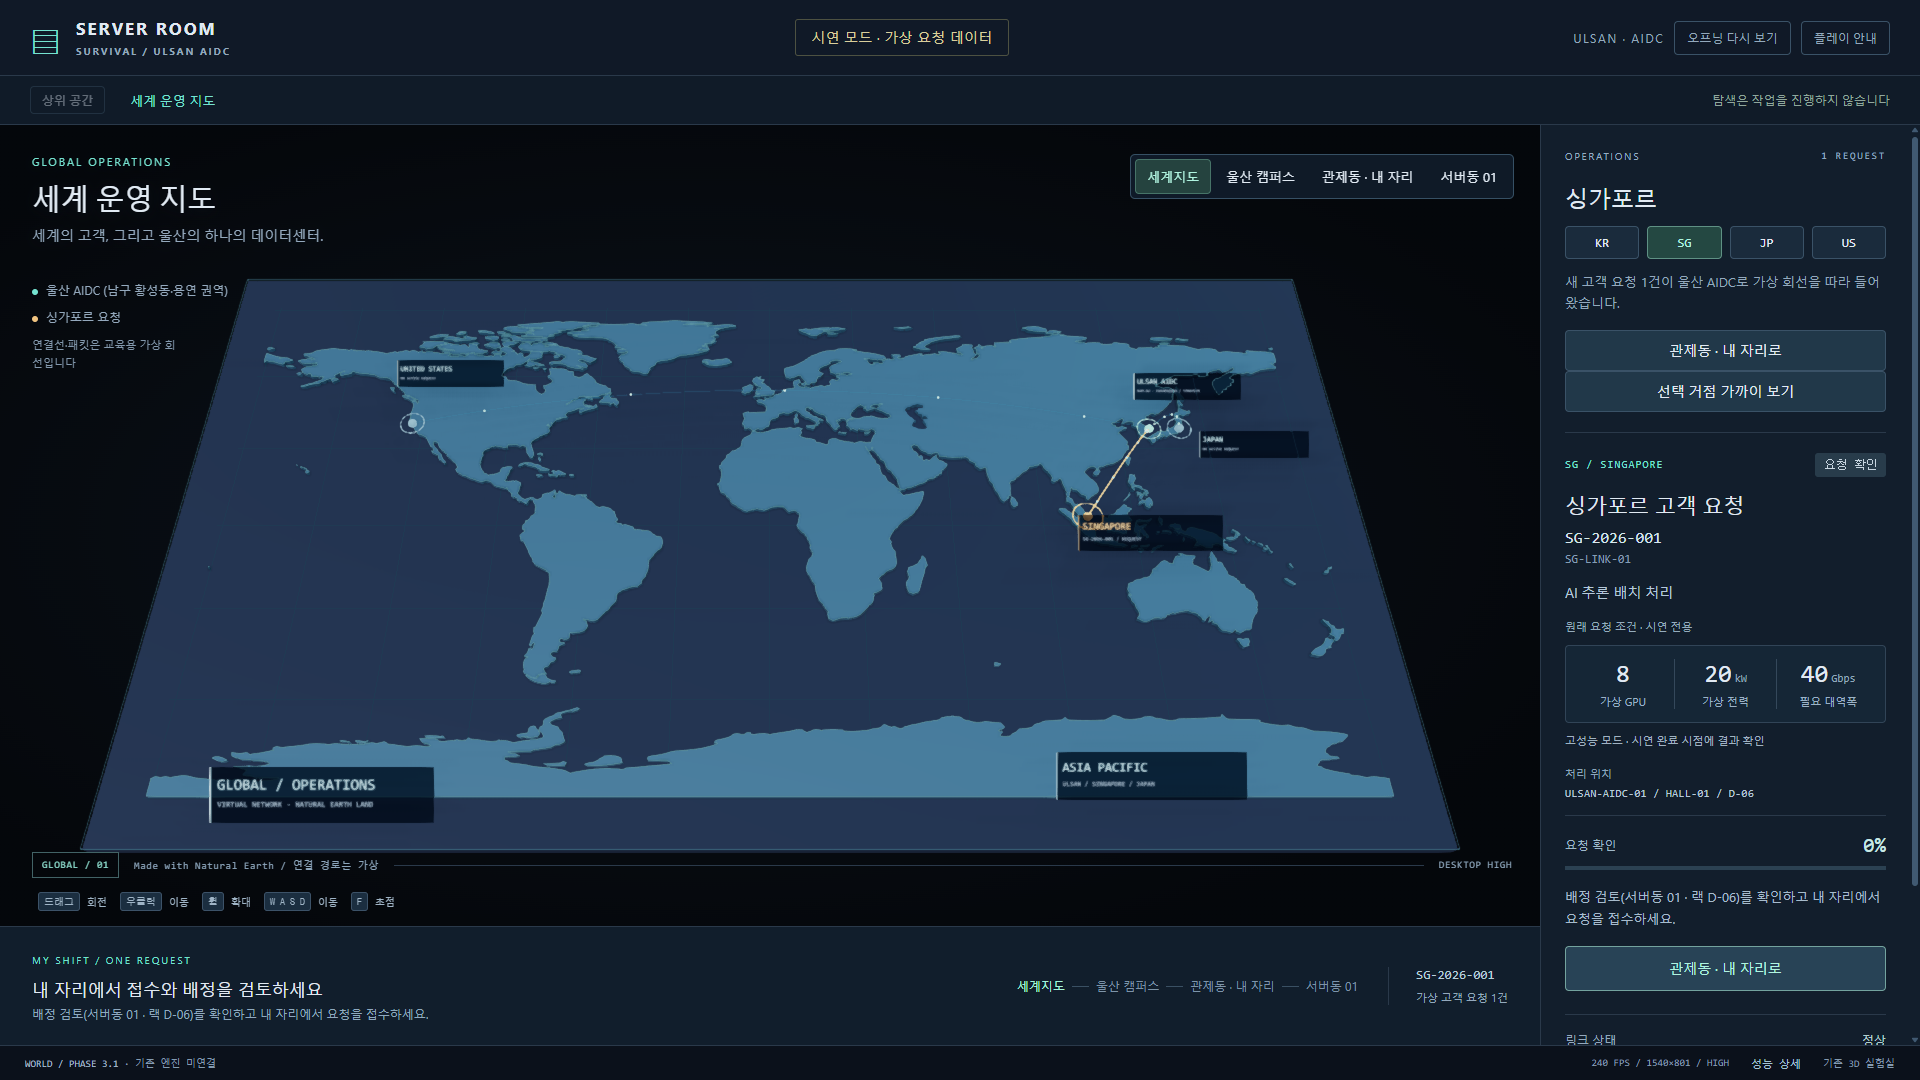 SERVER ROOM
SURVIVAL / ULSAN AIDC
시연 모드 · 가상 요청 데이터
ULSAN · AIDC
오프닝 다시 보기
플레이 안내
상위 공간
세계 운영 지도
탐색은 작업을 진행하지 않습니다
GLOBAL OPERATIONS
세계 운영 지도
세계의 고객, 그리고 울산의 하나의 데이터센터.
세계지도
울산 캠퍼스
관제동 · 내 자리
서버동 01
울산 AIDC (남구 황성동·용연 권역)
싱가포르 요청
연결선·패킷은 교육용 가상 회
선입니다
UNITED STATES
ULSAN AIDC
JAPAN
SINGAPORE
SG-2026-001 / REQUEST
GLOBAL / OPERATIONS
VIRTUAL NETWORK - NATURAL EARTH LAND
ASIA PACIFIC
ULSAN / SINGAPORE / JAPAN
GLOBAL / 01
Made with Natural Earth / 연결 경로는 가상
DESKTOP HIGH
드래그 회전
우클릭 이동
휠 확대
W A S D 이동
F 초점
MY SHIFT / ONE REQUEST
내 자리에서 접수와 배정을 검토하세요
배정 검토(서버동 01 · 랙 D-06)를 확인하고 내 자리에서 요청을 접수하세요.
세계지도 — 울산 캠퍼스 — 관제동 · 내 자리 — 서버동 01
SG-2026-001
가상 고객 요청 1건
OPERATIONS
1 REQUEST
싱가포르
KR
SG
JP
US
새 고객 요청 1건이 울산 AIDC로 가상 회선을 따라 들어
왔습니다.
관제동 · 내 자리로
선택 거점 가까이 보기
SG / SINGAPORE
요청 확인
싱가포르 고객 요청
SG-2026-001
SG-LINK-01
AI 추론 배치 처리
원래 요청 조건 · 시연 전용
8
가상 GPU
20 kW
가상 전력
40 Gbps
필요 대역폭
고성능 모드 · 시연 완료 시점에 결과 확인
처리 위치
ULSAN-AIDC-01 / HALL-01 / D-06
요청 확인
0%
배정 검토(서버동 01 · 랙 D-06)를 확인하고 내 자리에서
요청을 접수하세요.
관제동 · 내 자리로
링크 상태
정상
WORLD / PHASE 3.1 · 기존 엔진 미연결
240 FPS / 1540×801 / HIGH
성능 상세
기존 3D 실험실